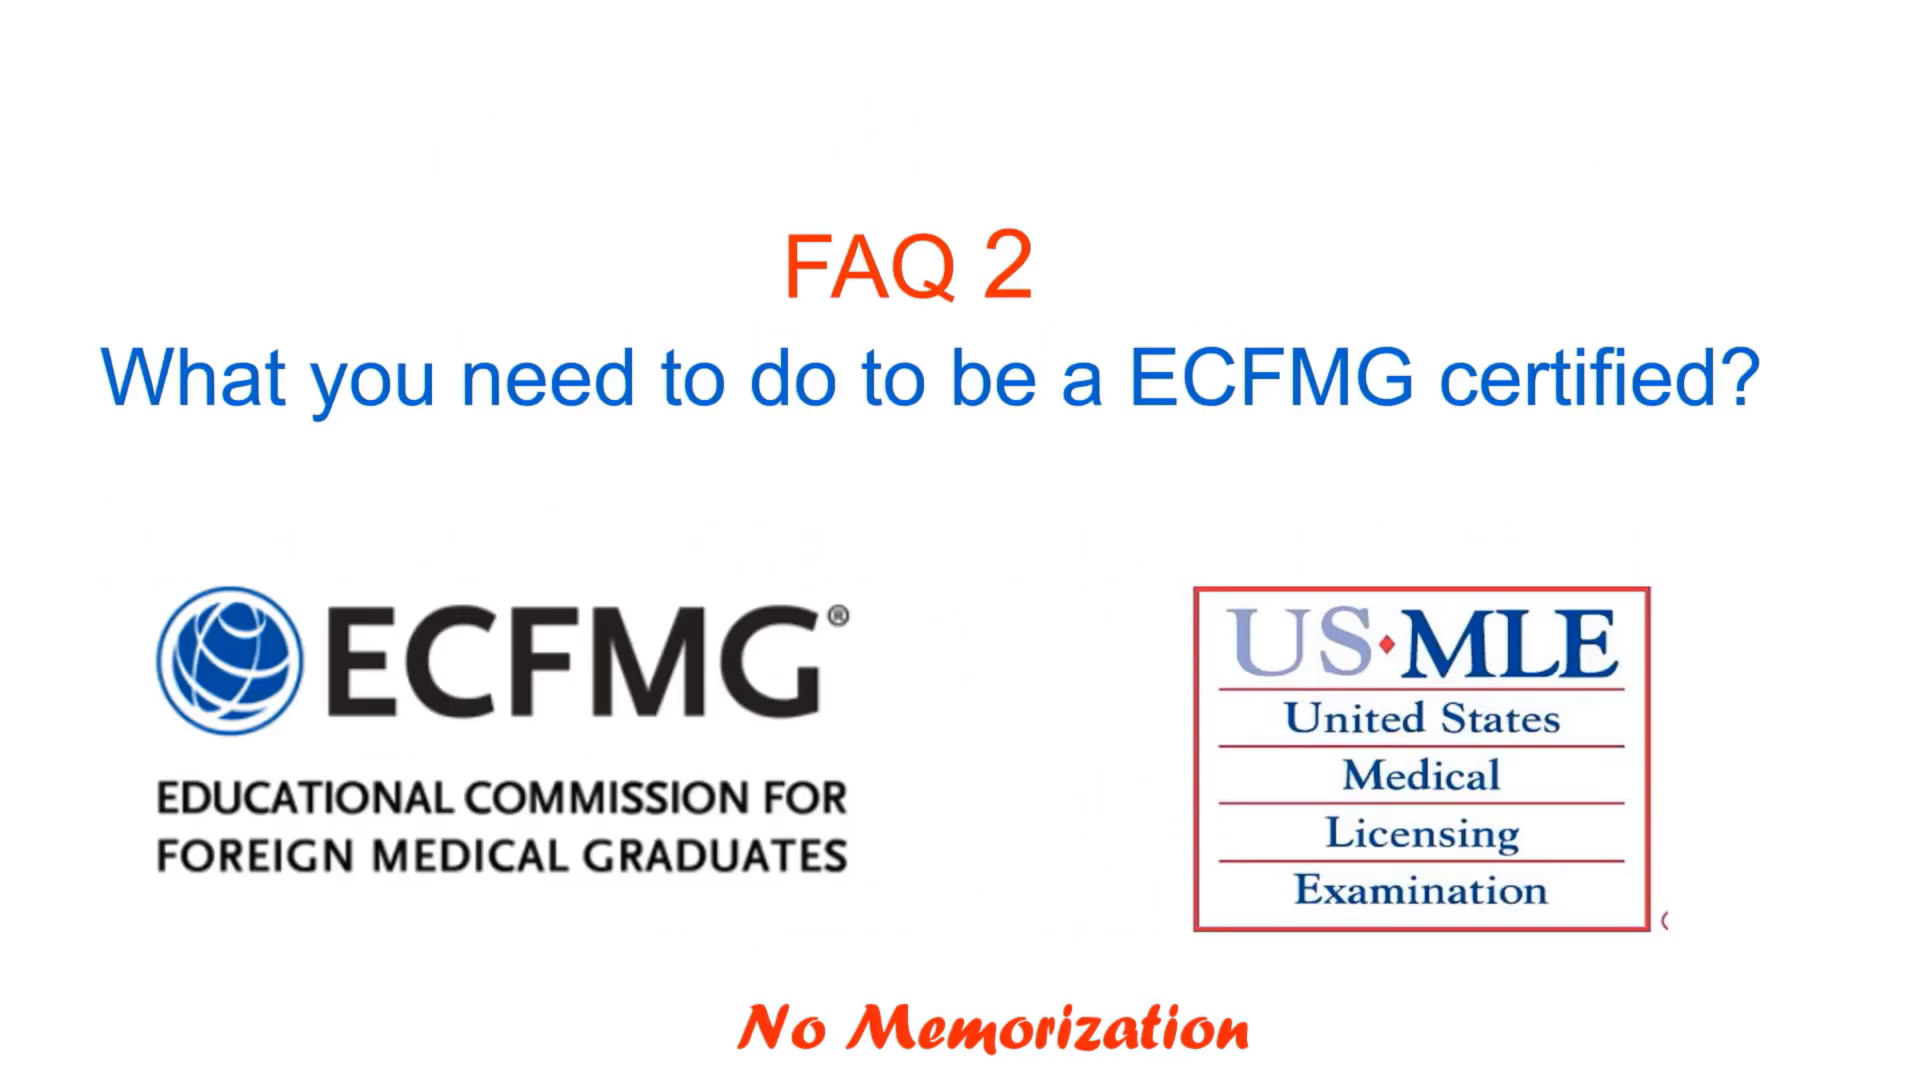 FAQ 2
What you need to do to be a ECFMG certified?
ECFMG®
EDUCATIONAL COMMISSION FOR
FOREIGN MEDICAL GRADUATES
US·MLE
United States
Medical
Licensing
Examination
No Memorization